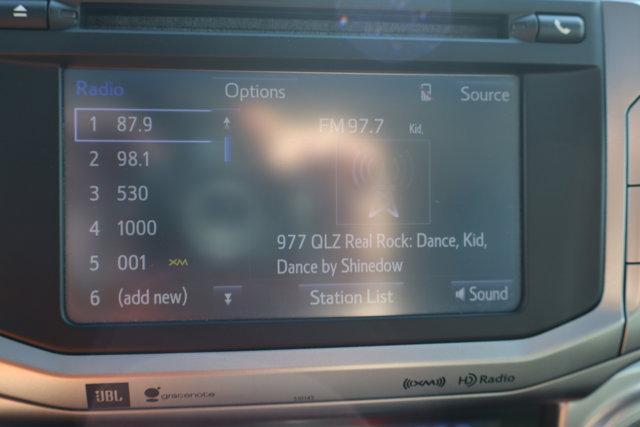 Radio Options Source
1 87.9
2 98.1
3 530
4 1000
5 001 XM
6 (add new)
FM 97.7 Kid,
977 QLZ Real Rock: Dance, Kid,
Dance by Shinedow
Station List
Sound
JBL gracenote 510143 ((XM)) HD Radio